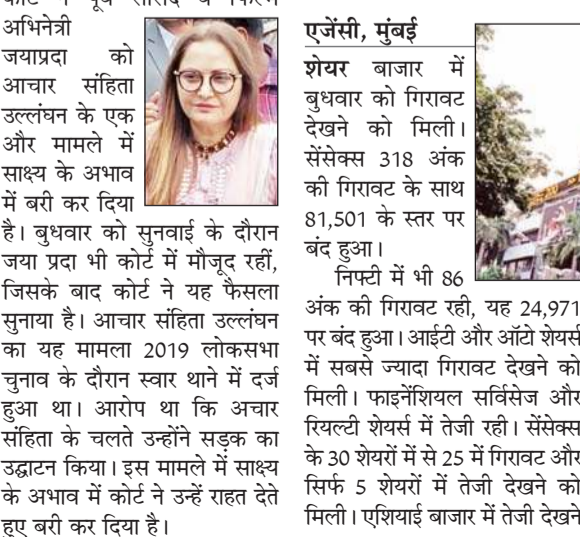 अभिनेत्री
जयाप्रदा को
आचार संहिता
उल्लंघन के एक
और मामले में
साक्ष्य के अभाव
में बरी कर दिया
है। बुधवार को सुनवाई के दौरान
जया प्रदा भी कोर्ट में मौजूद रहीं,
जिसके बाद कोर्ट ने यह फैसला
सुनाया है। आचार संहिता उल्लंघन
का यह मामला 2019 लोकसभा
चुनाव के दौरान स्वार थाने में दर्ज
हुआ था। आरोप था कि अचार
संहिता के चलते उन्होंने सड़क का
उद्घाटन किया। इस मामले में साक्ष्य
के अभाव में कोर्ट ने उन्हें राहत देते
हुए बरी कर दिया है।
एजेंसी, मुंबई
शेयर बाजार में
बुधवार को गिरावट
देखने को मिली।
सेंसेक्स 318 अंक
की गिरावट के साथ
81,501 के स्तर पर
बंद हुआ।
निफ्टी में भी 86
अंक की गिरावट रही, यह 24,971
पर बंद हुआ। आईटी और ऑटो शेयर्स
में सबसे ज्यादा गिरावट देखने को
मिली। फाइनेंशियल सर्विसेज और
रियल्टी शेयर्स में तेजी रही। सेंसेक्स
के 30 शेयरों में से 25 में गिरावट और
सिर्फ 5 शेयरों में तेजी देखने को
मिली। एशियाई बाजार में तेजी देखने